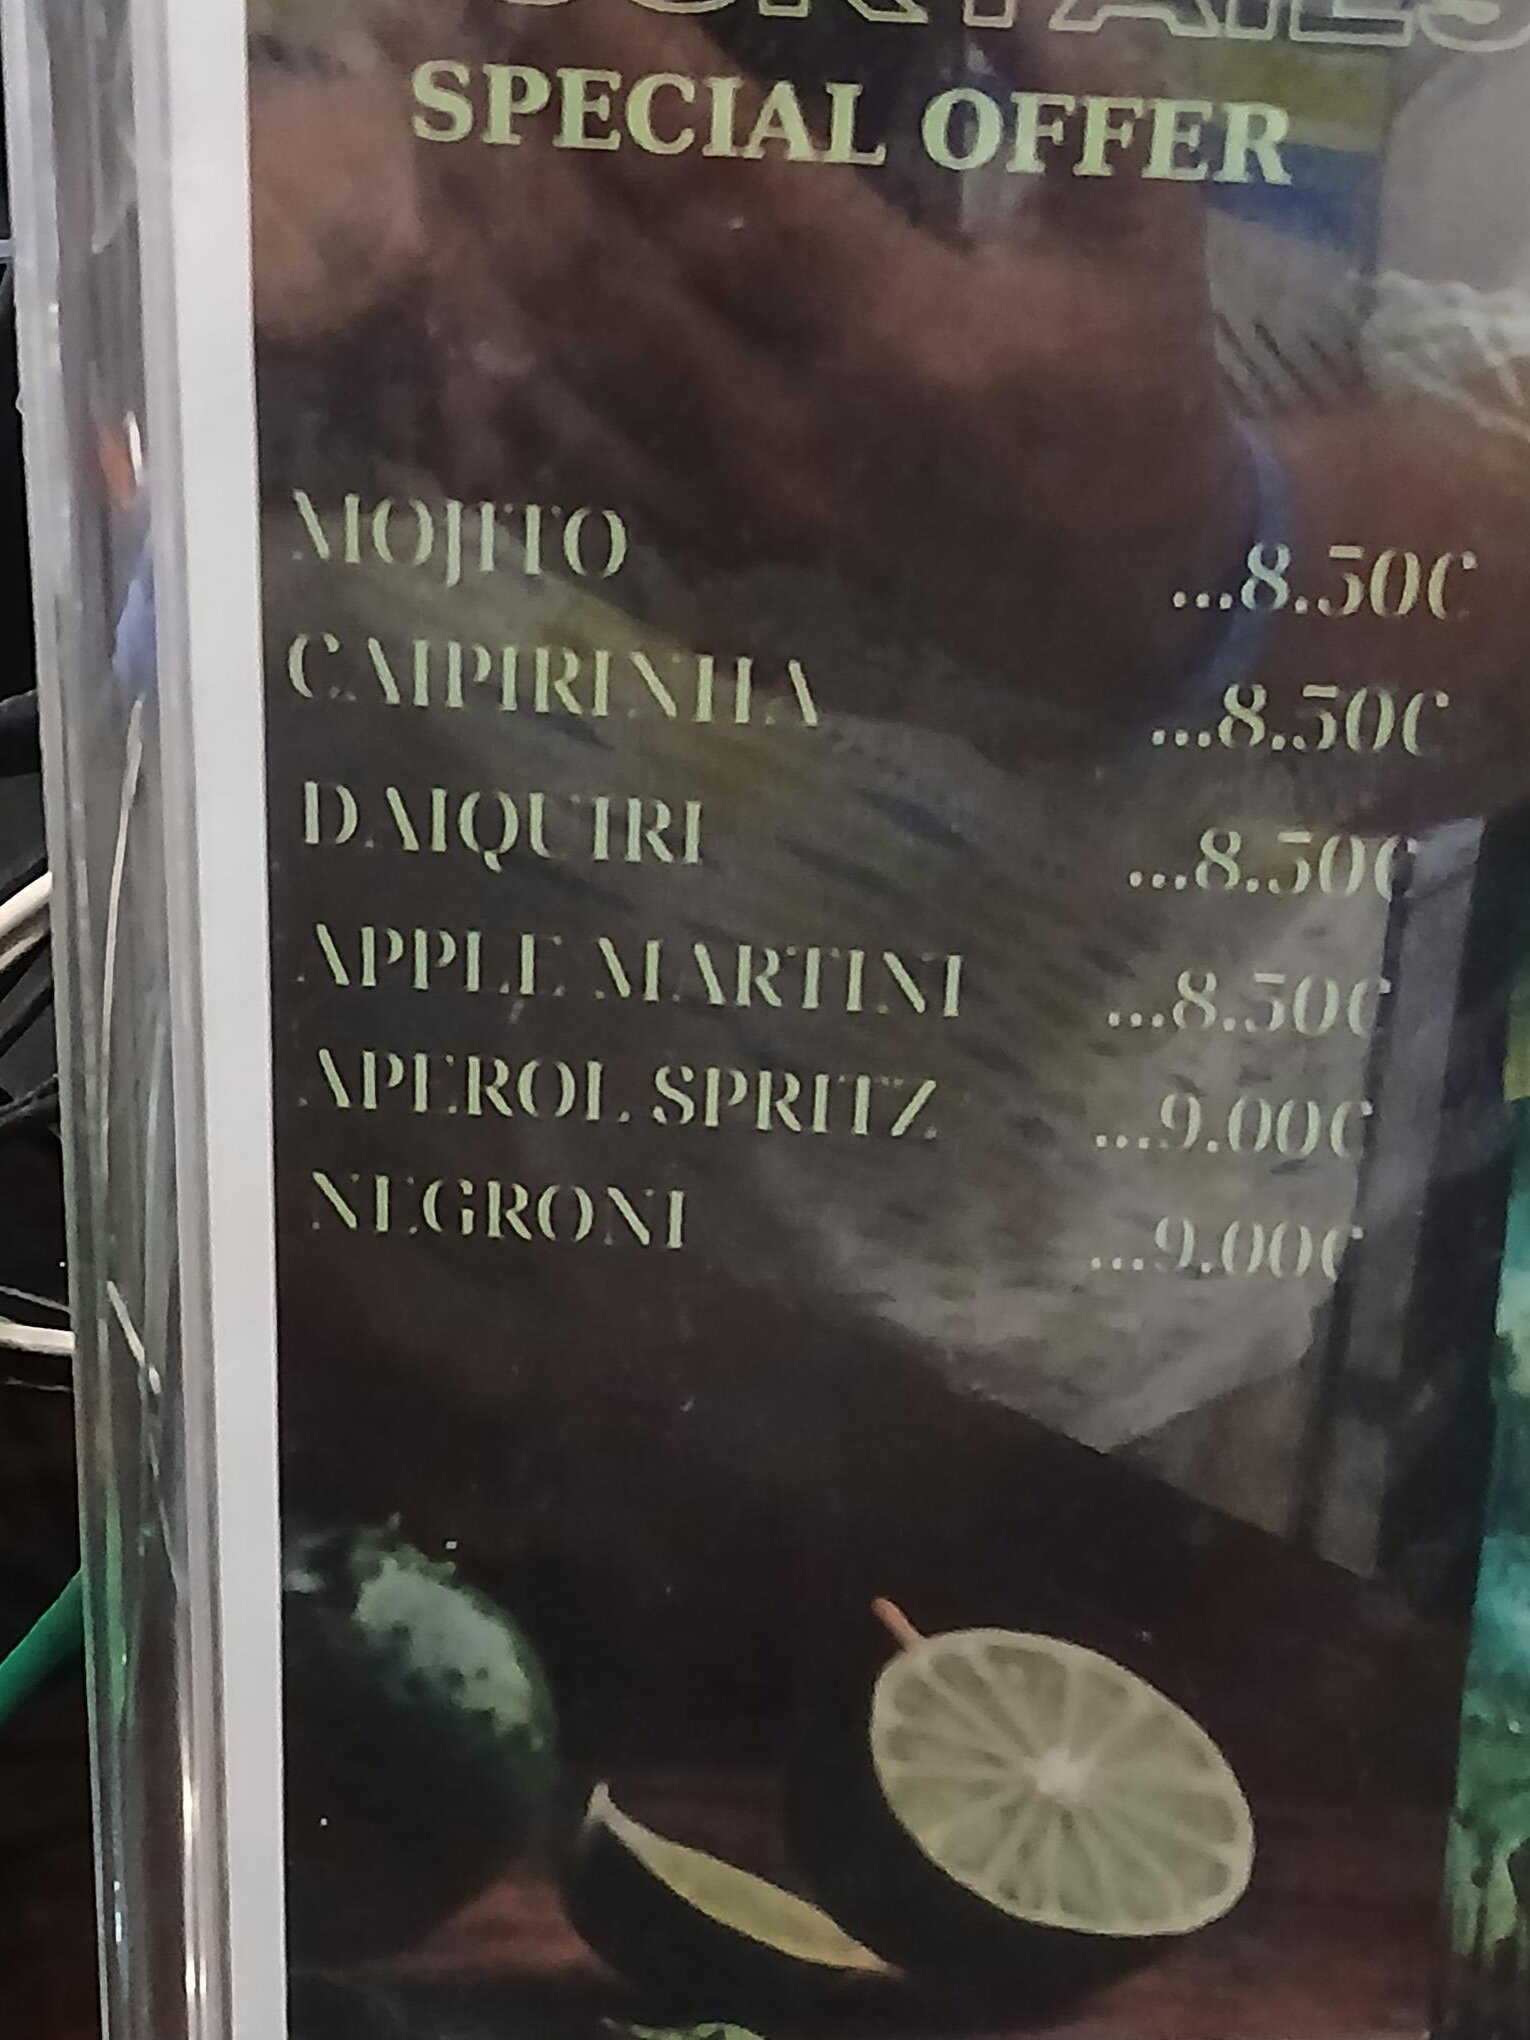 SPECIAL OFFER
MOJITO ...8.50€
CAIPIRINHA ...8.50€
DAIQUIRI ...8.50€
APPLE MARTINI ...8.50€
APEROL SPRITZ ...9.00€
NEGRONI ...9.00€